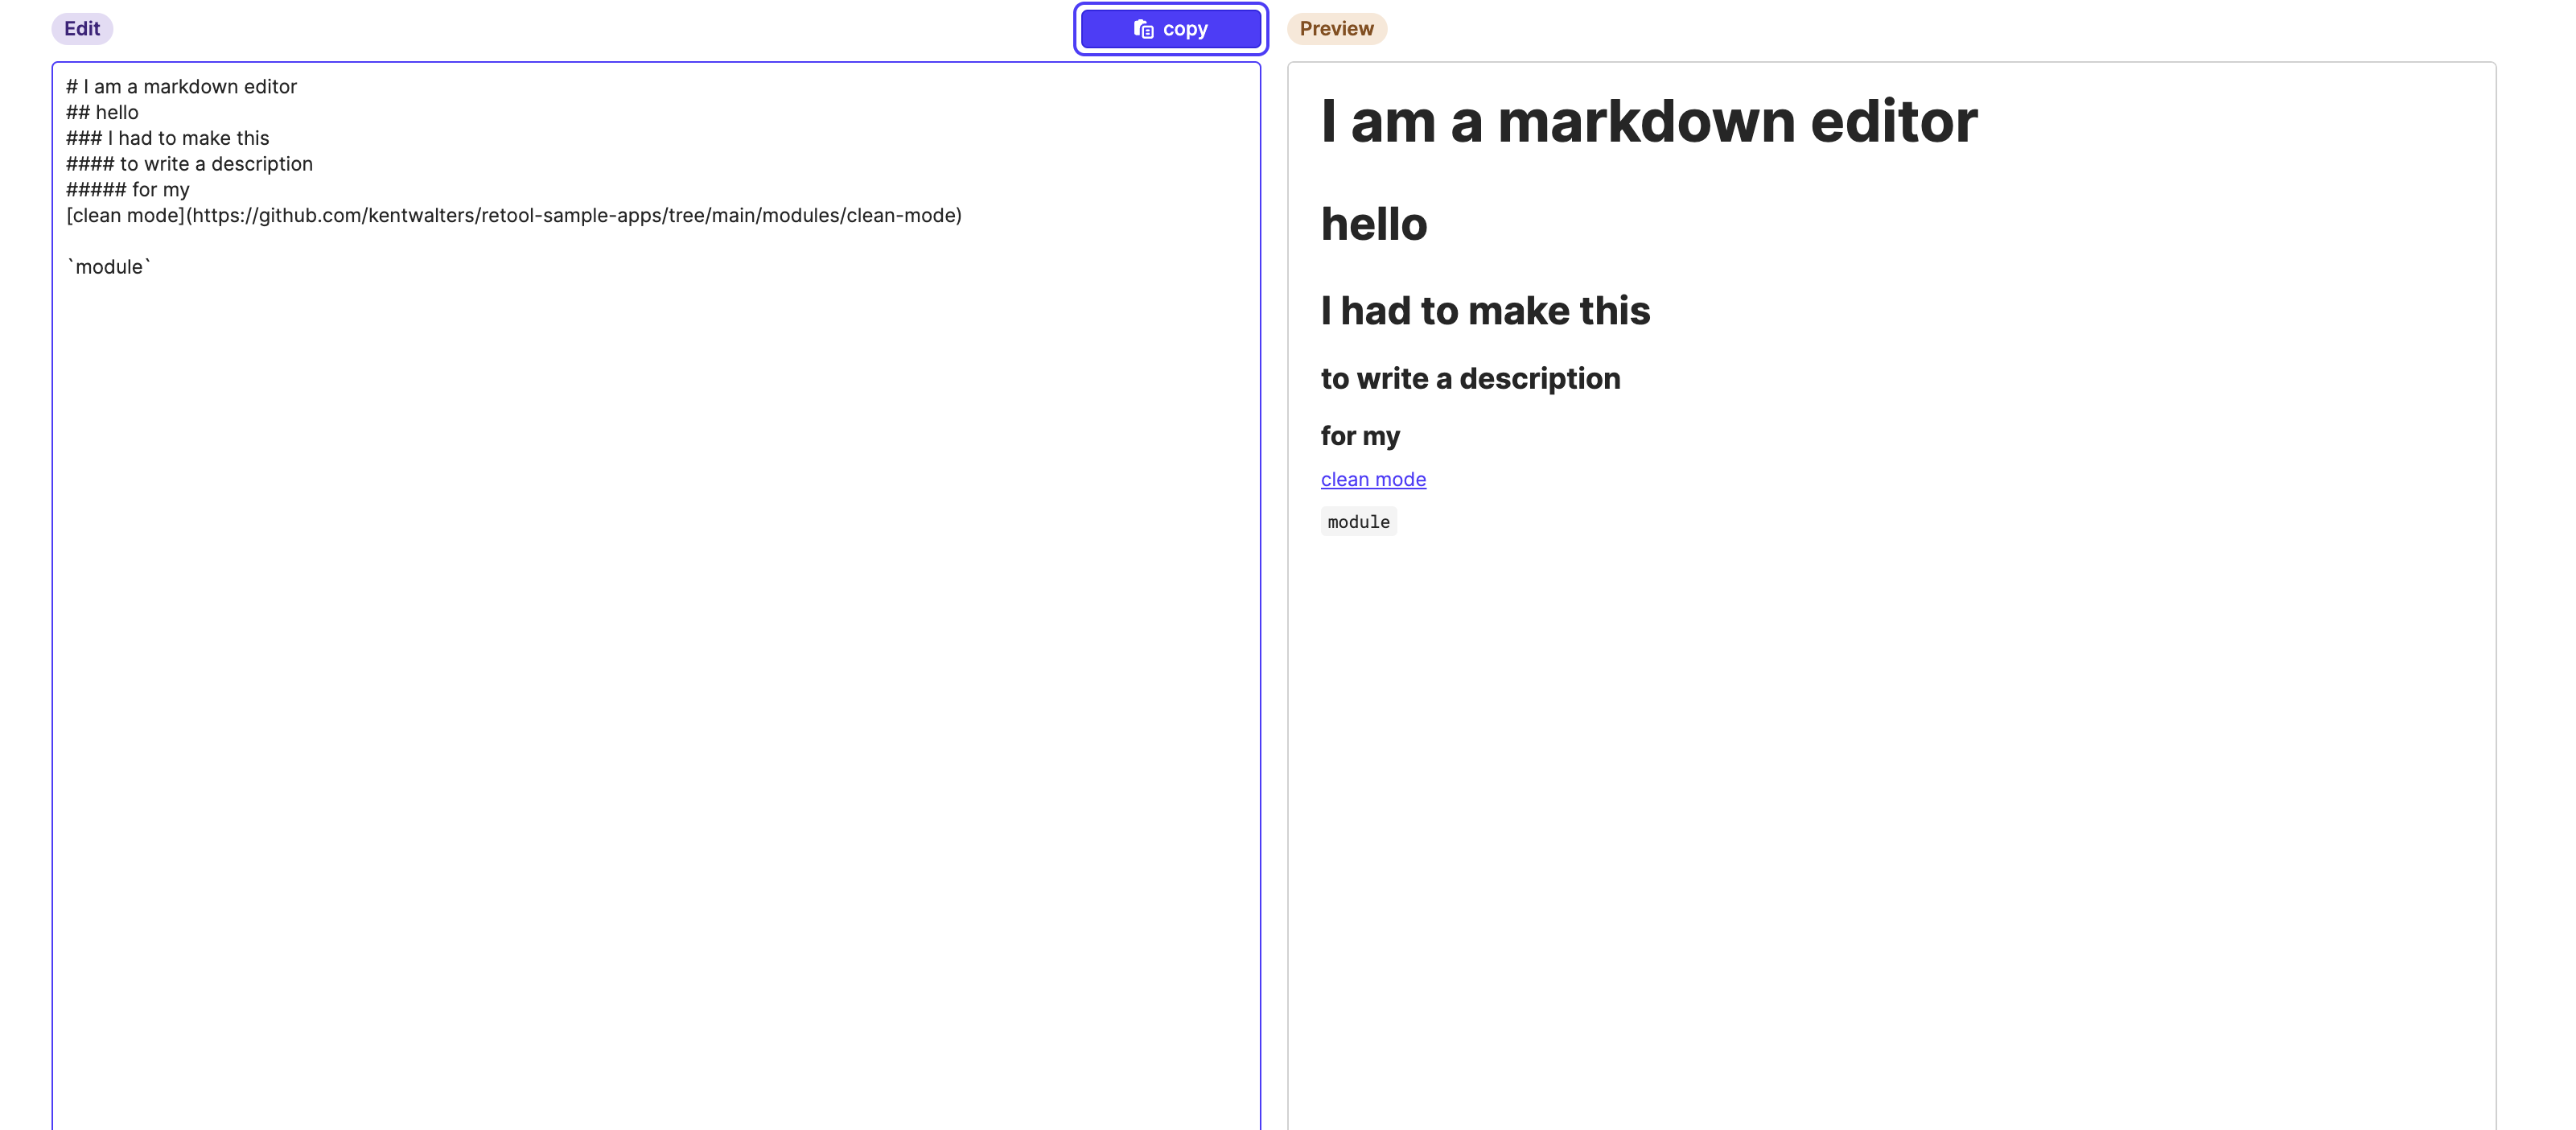 Edit
copy
Preview
# I am a markdown editor
## hello
### I had to make this
#### to write a description
##### for my
[clean mode](https://github.com/kentwalters/retool-sample-apps/tree/main/modules/clean-mode)
`module`
I am a markdown editor
hello
I had to make this
to write a description
for my
clean mode
module